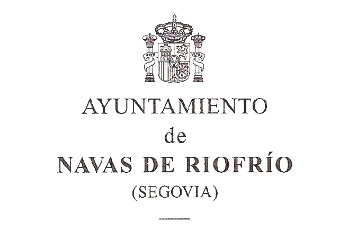 AYUNTAMIENTO
de
NAVAS DE RIOFRÍO
(SEGOVIA)